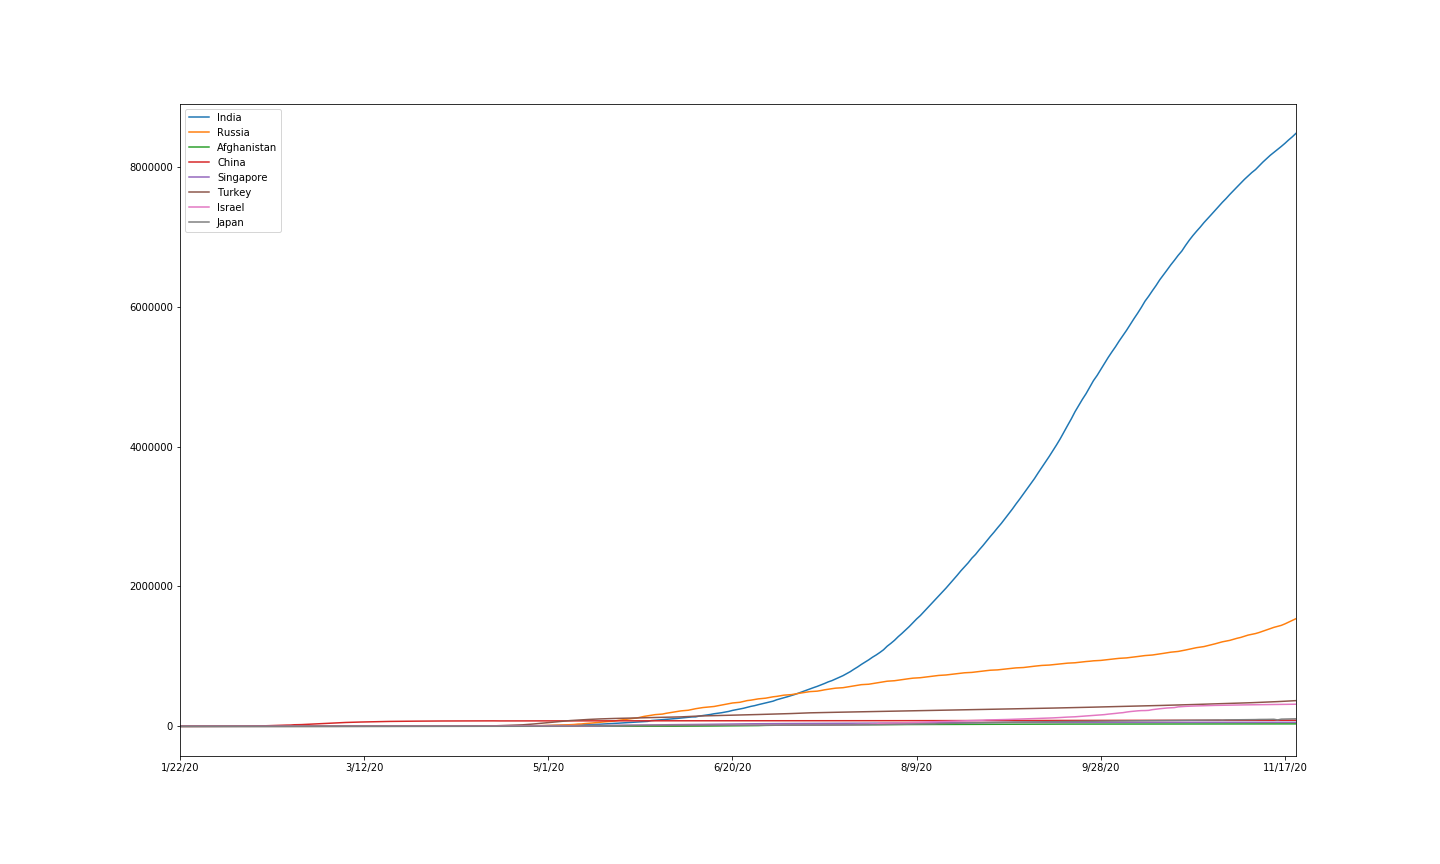 India
Russia
Afghanistan
China
Singapore
Turkey
Israel
Japan
8000000
6000000
4000000
2000000
0
1/22/20 3/12/20 5/1/20 6/20/20 8/9/20 9/28/20 11/17/20